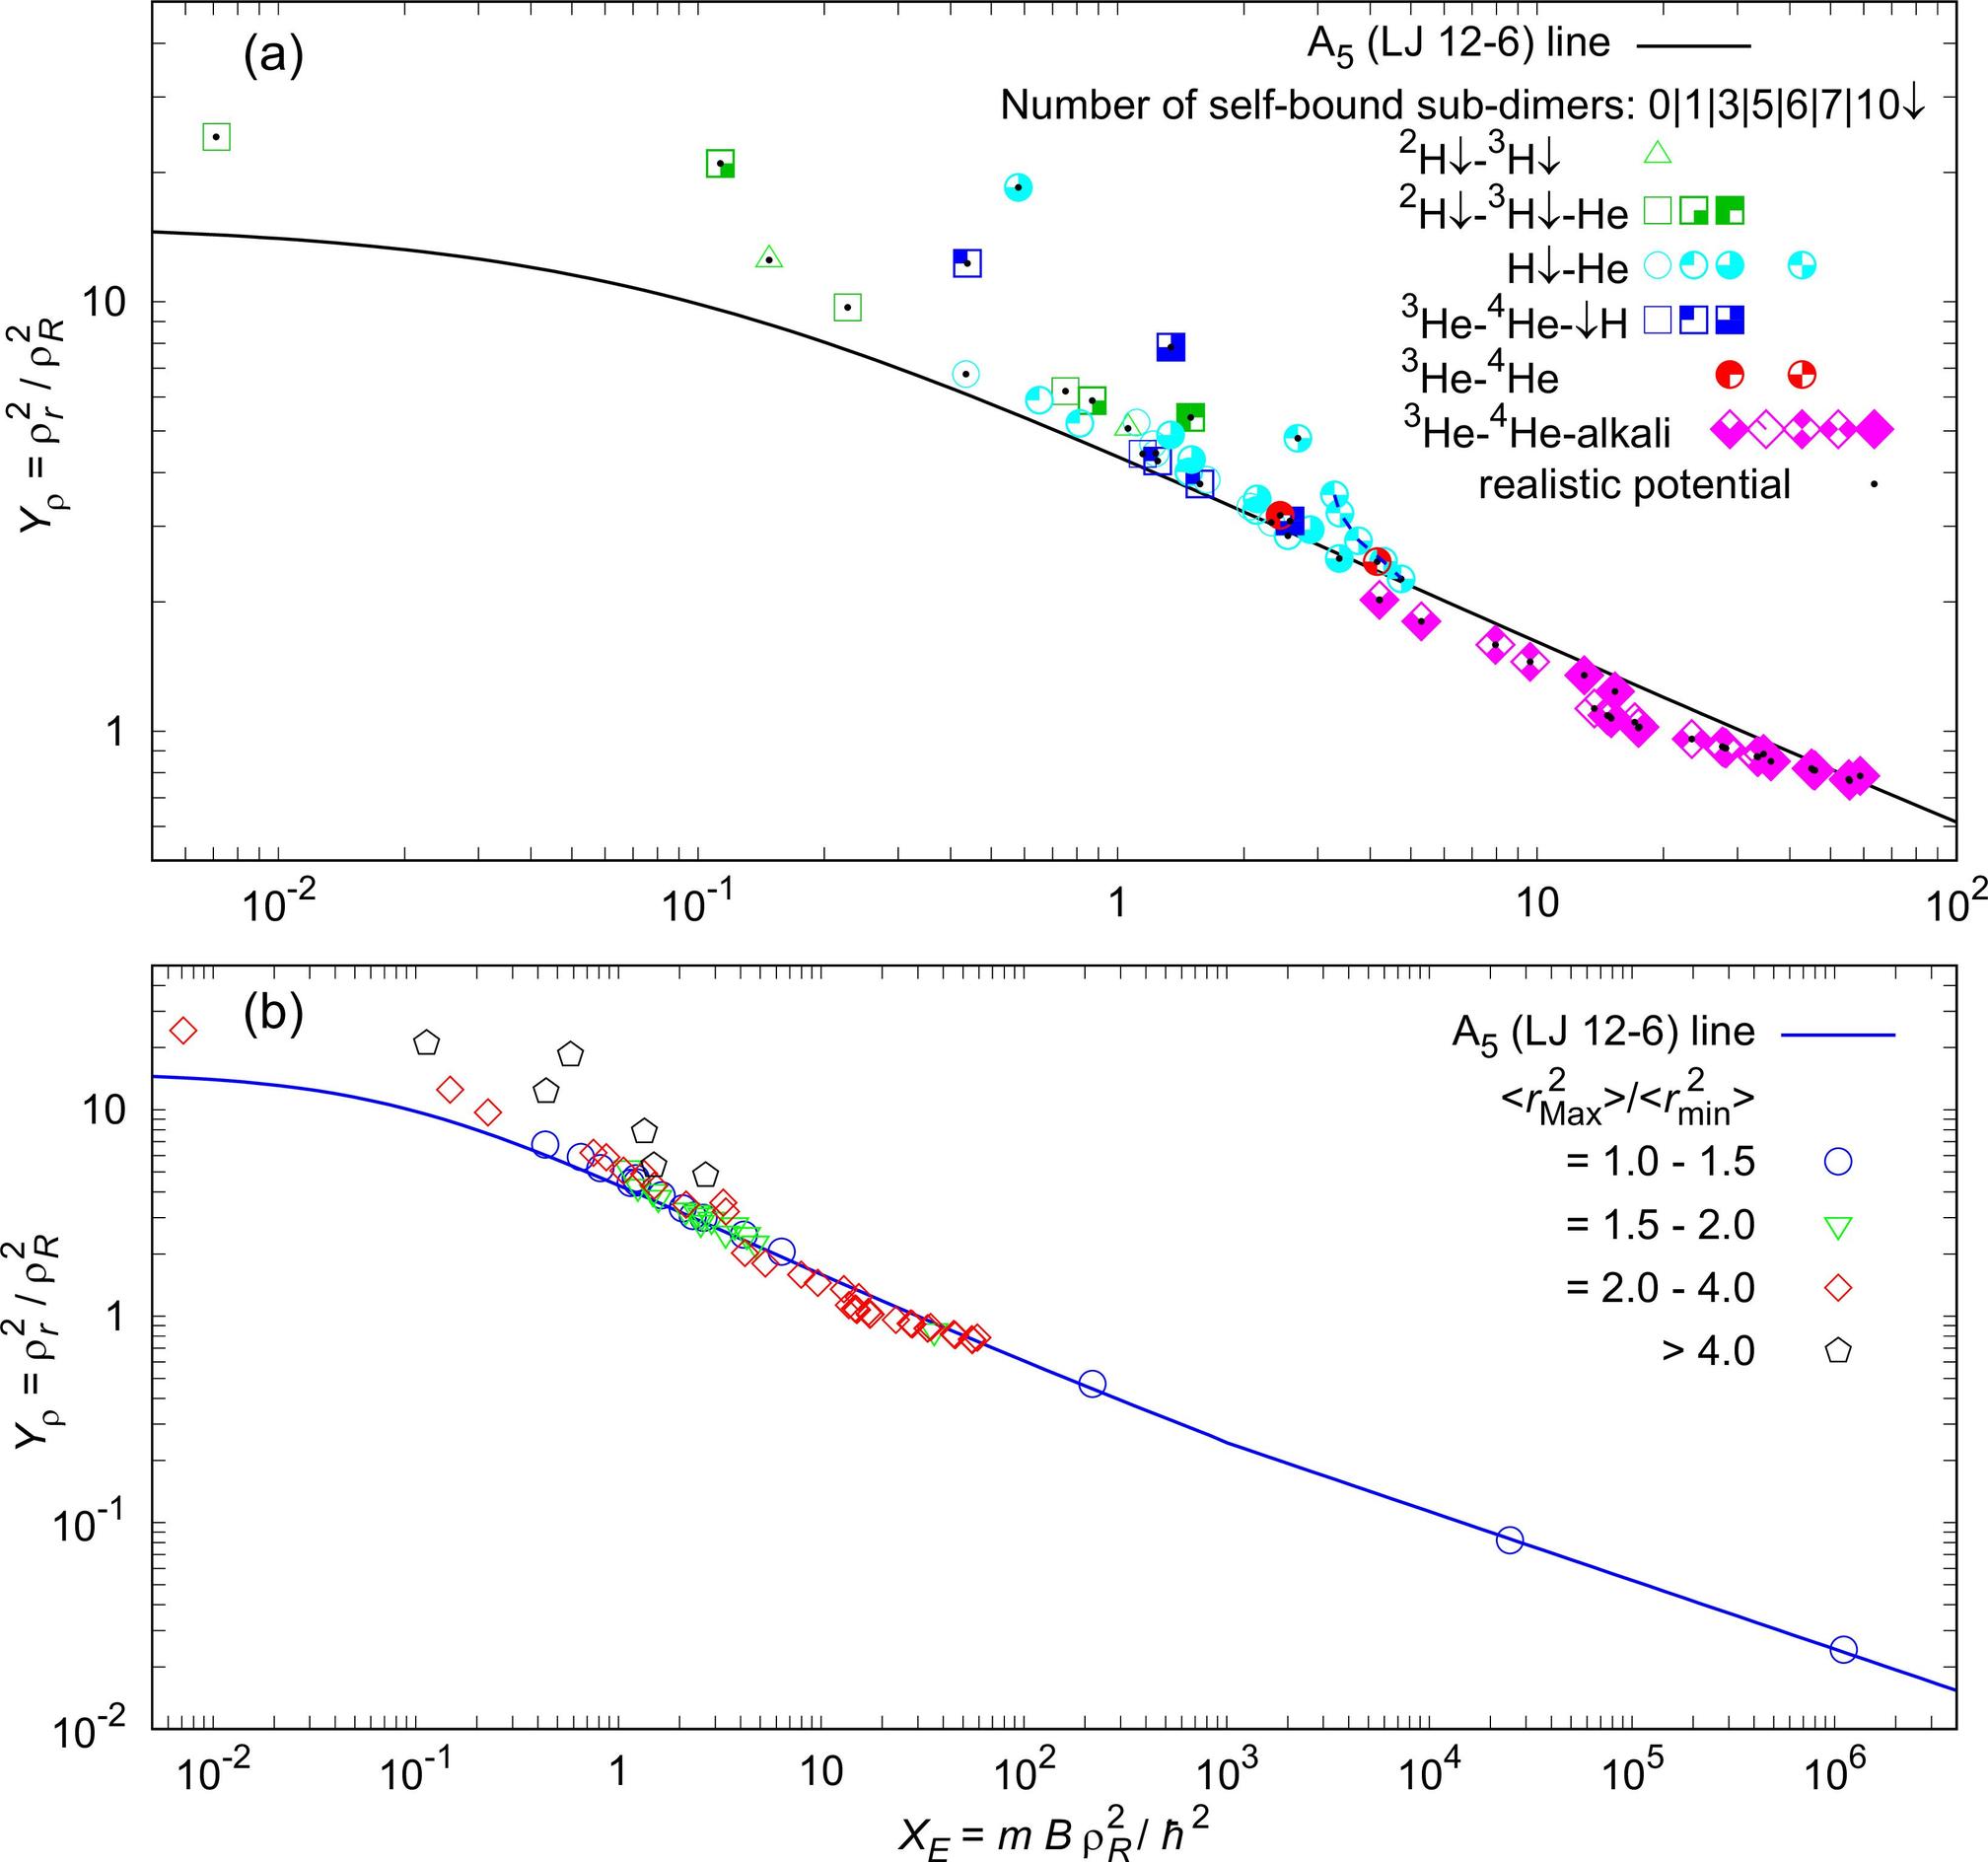 (a)
A5 (LJ 12-6) line
Number of self-bound sub-dimers: 0|1|3|5|6|7|10↓
²H↓-³H↓
²H↓-³H↓-He
H↓-He
³He-⁴He-↓H
³He-⁴He
³He-⁴He-alkali
realistic potential
Yρ = ρr² / ρR²
10
1
10⁻² 10⁻¹ 1 10 10²
(b)
A5 (LJ 12-6) line
<r²Max>/<r²min>
= 1.0 - 1.5
= 1.5 - 2.0
= 2.0 - 4.0
> 4.0
Yρ = ρr² / ρR²
10
1
10⁻¹
10⁻²
10⁻² 10⁻¹ 1 10 10² 10³ 10⁴ 10⁵ 10⁶
XE = m B ρR² / ħ²